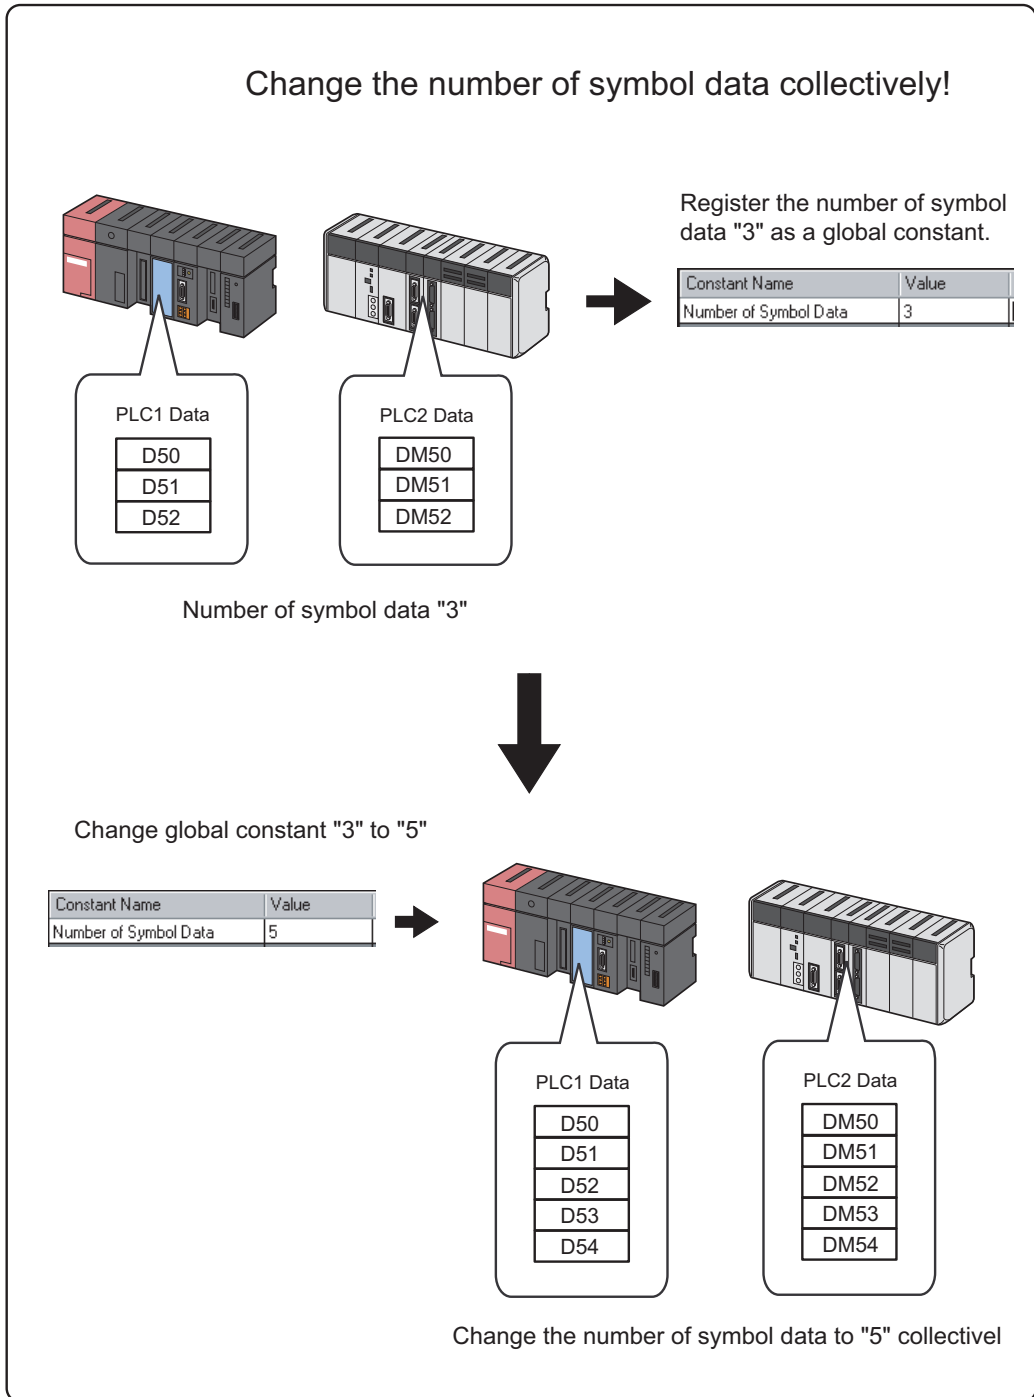 Change the number of symbol data collectively!
Register the number of symbol
data "3" as a global constant.
Constant Name Value
Number of Symbol Data 3
PLC1 Data
D50
D51
D52
PLC2 Data
DM50
DM51
DM52
Number of symbol data "3"
Change global constant "3" to "5"
Constant Name Value
Number of Symbol Data 5
PLC1 Data
D50
D51
D52
D53
D54
PLC2 Data
DM50
DM51
DM52
DM53
DM54
Change the number of symbol data to "5" collectivel